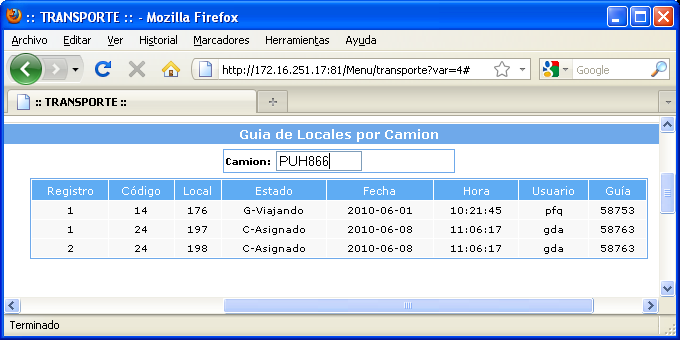 :: TRANSPORTE :: - Mozilla Firefox
Archivo Editar Ver Historial Marcadores Herramientas Ayuda
http://172.16.251.17:81/Menu/transporte?var=4# Google
:: TRANSPORTE ::
Guia de Locales por Camion
Camion: PUH866
Registro Código Local Estado Fecha Hora Usuario Guía
1 14 176 G-Viajando 2010-06-01 10:21:45 pfq 58753
1 24 197 C-Asignado 2010-06-08 11:06:17 gda 58763
2 24 198 C-Asignado 2010-06-08 11:06:17 gda 58763
Terminado